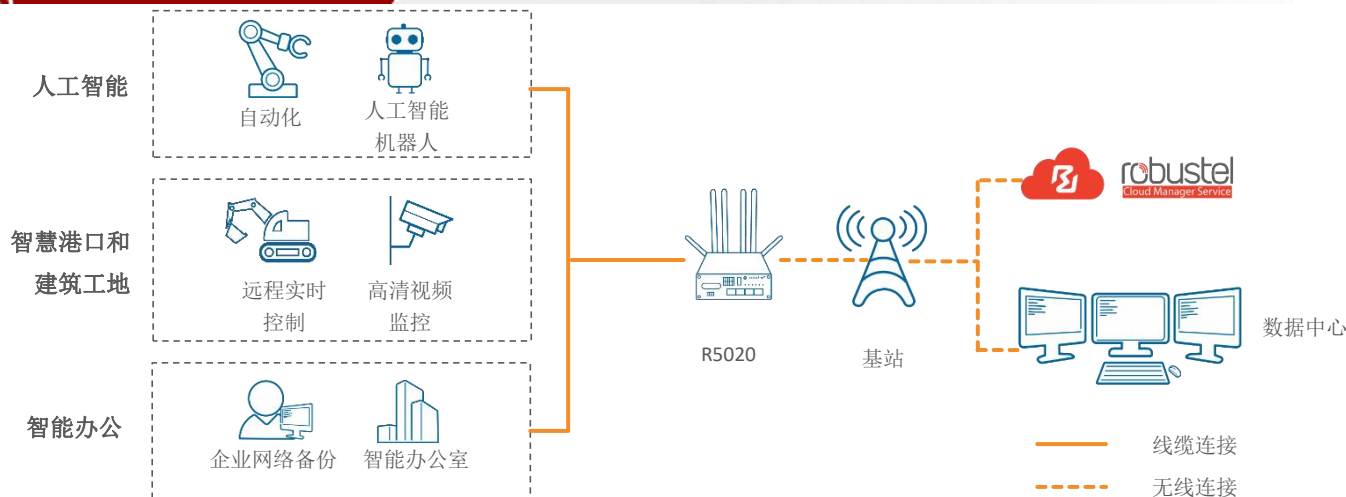 人工智能
自动化
人工智能
机器人
智慧港口和
建筑工地
远程实时
控制
高清视频
监控
智能办公
企业网络备份
智能办公室
R5020
基站
robustel
Cloud Manager Service
数据中心
线缆连接
无线连接